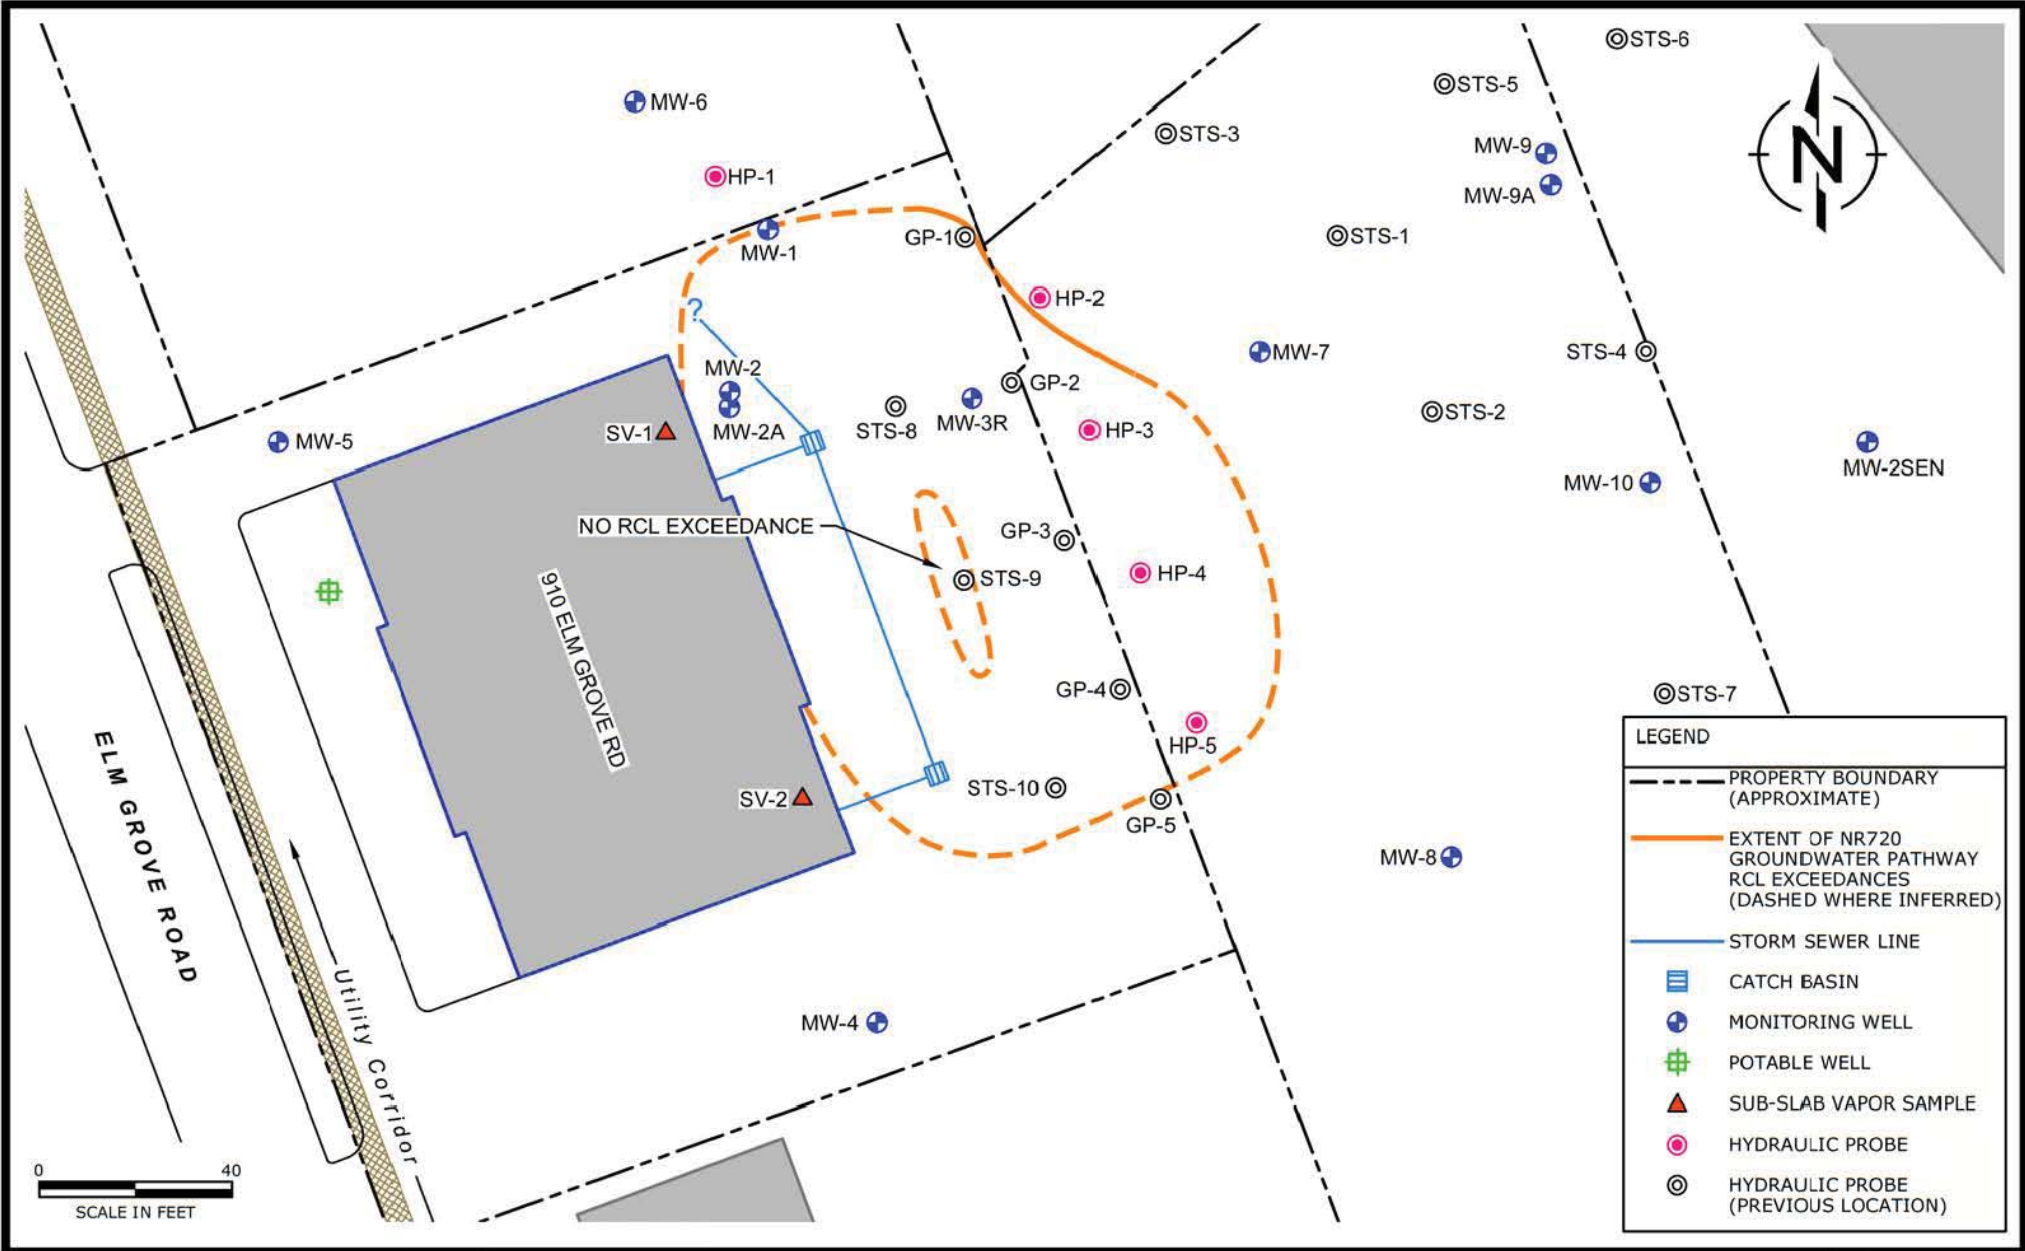 STS-6
STS-5
MW-6
STS-3
N
MW-9
HP-1
MW-9A
GP-1
STS-1
MW-1
HP-2
?
MW-7
STS-4
MW-2
GP-2
STS-8
MW-3R
STS-2
SV-1
MW-2A
HP-3
MW-5
MW-2SEN
MW-10
NO RCL EXCEEDANCE
GP-3
STS-9
HP-4
910 ELM GROVE RD
GP-4
STS-7
HP-5
STS-10
SV-2
GP-5
MW-8
ELM GROVE ROAD
Utility Corridor
MW-4
0 40
SCALE IN FEET
LEGEND
PROPERTY BOUNDARY
(APPROXIMATE)
EXTENT OF NR720
GROUNDWATER PATHWAY
RCL EXCEEDANCES
(DASHED WHERE INFERRED)
STORM SEWER LINE
CATCH BASIN
MONITORING WELL
POTABLE WELL
SUB-SLAB VAPOR SAMPLE
HYDRAULIC PROBE
HYDRAULIC PROBE
(PREVIOUS LOCATION)